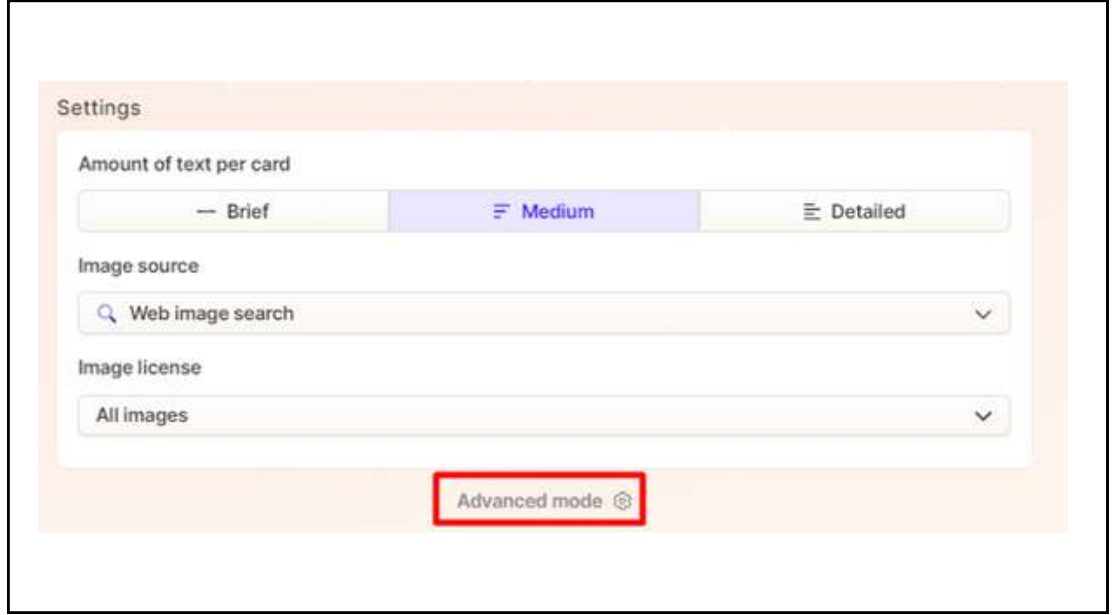 Settings
Amount of text per card
Brief Medium Detailed
Image source
Web image search
Image license
All images
Advanced mode